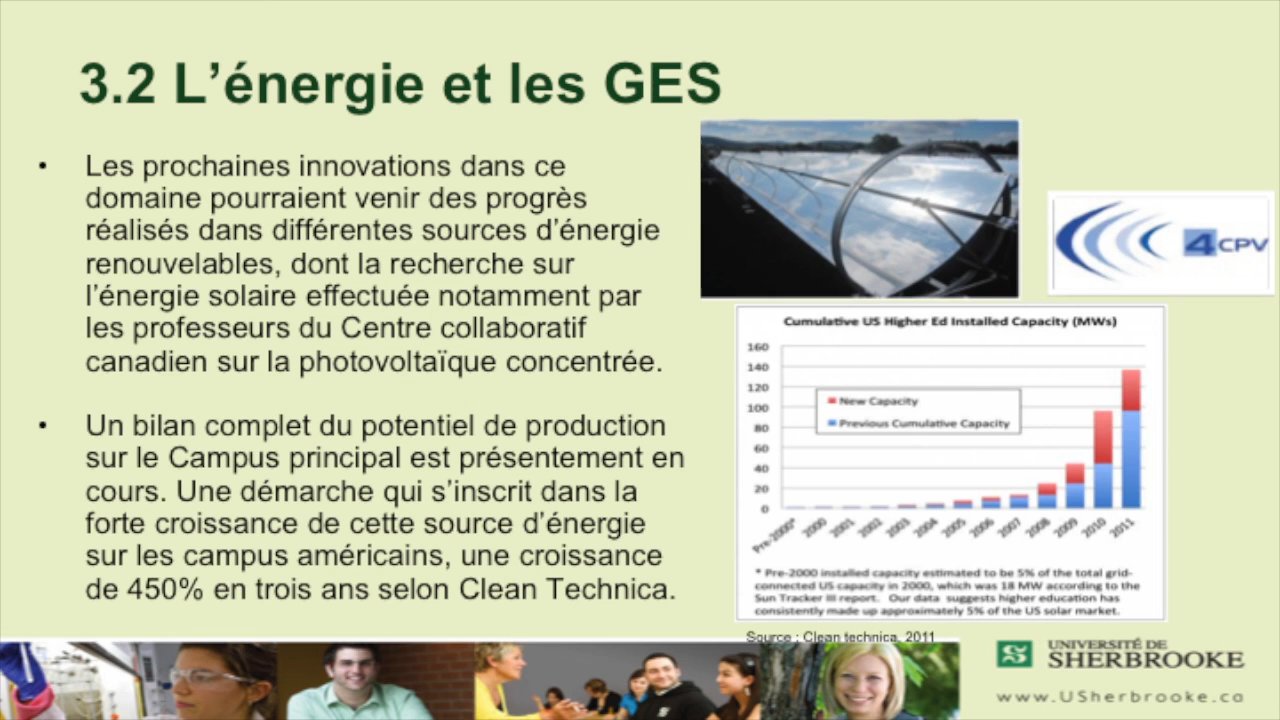 3.2 L’énergie et les GES
• Les prochaines innovations dans ce
domaine pourraient venir des progrès
réalisés dans différentes sources d’énergie
renouvelables, dont la recherche sur
l’énergie solaire effectuée notamment par
les professeurs du Centre collaboratif
canadien sur la photovoltaïque concentrée.
• Un bilan complet du potentiel de production
sur le Campus principal est présentement en
cours. Une démarche qui s’inscrit dans la
forte croissance de cette source d’énergie
sur les campus américains, une croissance
de 450% en trois ans selon Clean Technica.
4CPV
Cumulative US Higher Ed Installed Capacity (MWs)
160
140
120
100
80
60
40
20
0
New Capacity
Previous Cumulative Capacity
Pre-2000* 2000 2001 2002 2003 2004 2005 2006 2007 2008 2009 2010 2011
* Pre-2000 installed capacity estimated to be 5% of the total grid-
connected US capacity in 2000, which was 18 MW according to the
Sun Tracker III report. Our data suggests higher education has
consistently made up approximately 5% of the US solar market.
Source : Clean technica, 2011
UNIVERSITÉ DE
SHERBROOKE
www.USherbrooke.ca